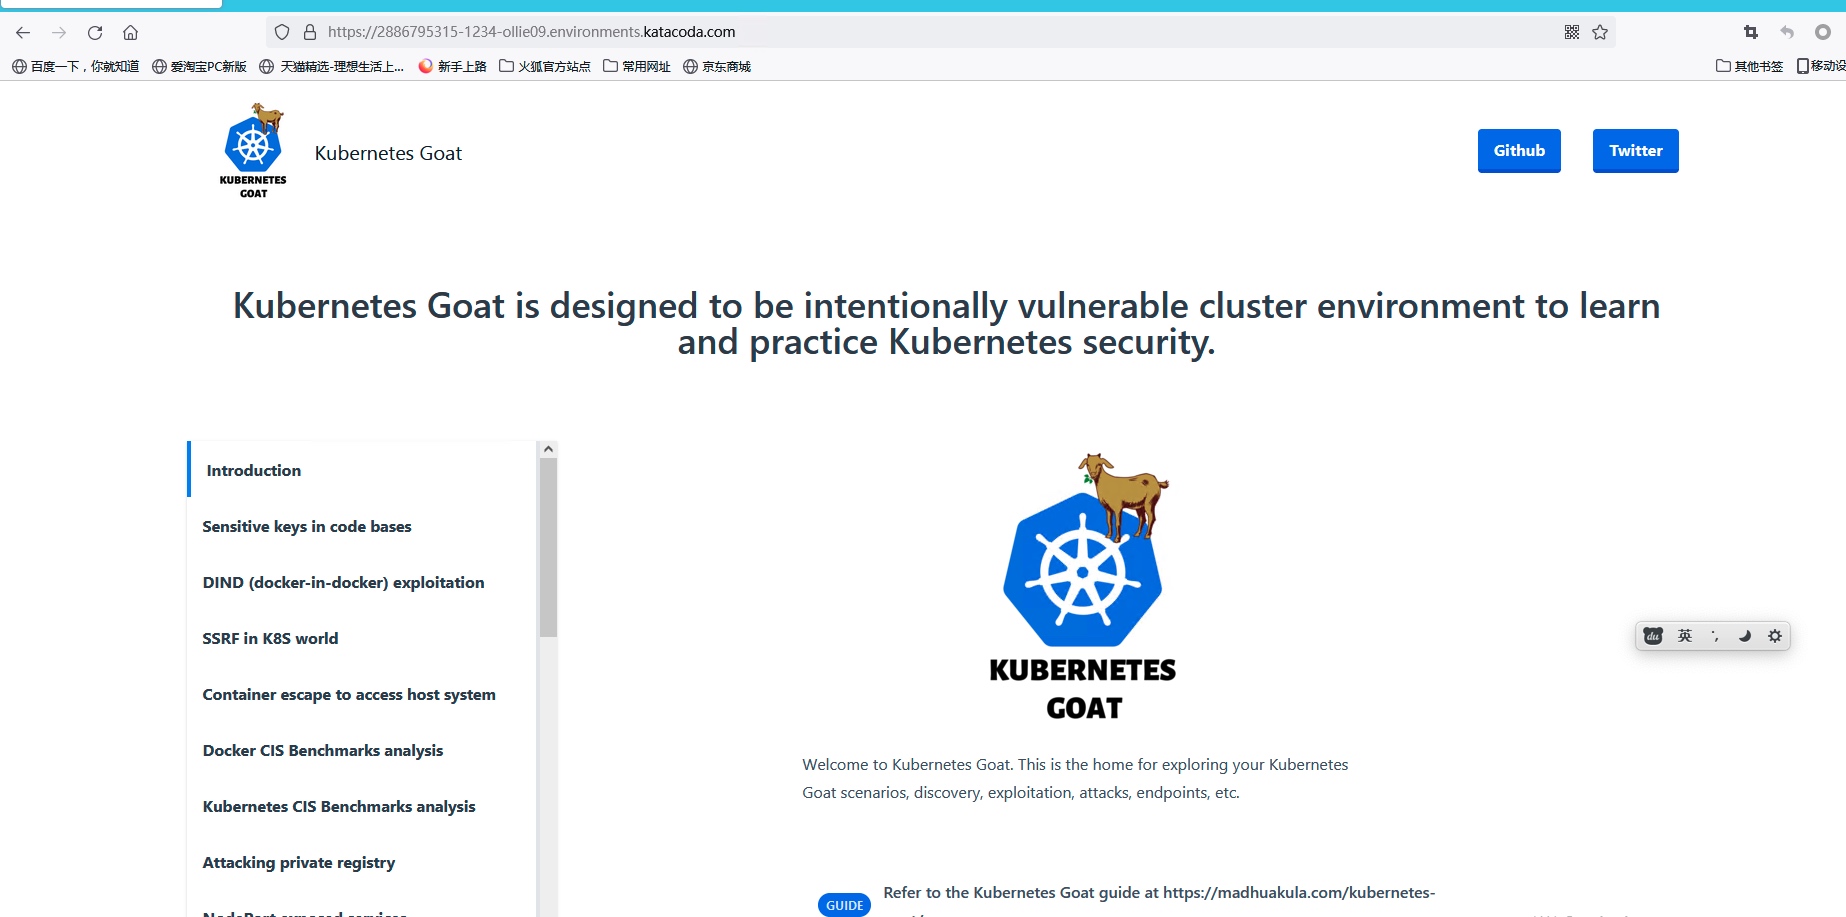 https://2886795315-1234-ollie09.environments.katacoda.com
百度一下，你就知道 爱淘宝PC新版 天猫精选-理想生活上... 新手上路 火狐官方站点 常用网址 京东商城 其他书签 移动设
KUBERNETES
GOAT
Kubernetes Goat
Github
Twitter
Kubernetes Goat is designed to be intentionally vulnerable cluster environment to learn
and practice Kubernetes security.
Introduction
Sensitive keys in code bases
DIND (docker-in-docker) exploitation
SSRF in K8S world
Container escape to access host system
Docker CIS Benchmarks analysis
Kubernetes CIS Benchmarks analysis
Attacking private registry
NodePort exposed services
KUBERNETES
GOAT
Welcome to Kubernetes Goat. This is the home for exploring your Kubernetes
Goat scenarios, discovery, exploitation, attacks, endpoints, etc.
GUIDE
Refer to the Kubernetes Goat guide at https://madhuakula.com/kubernetes-
du 英